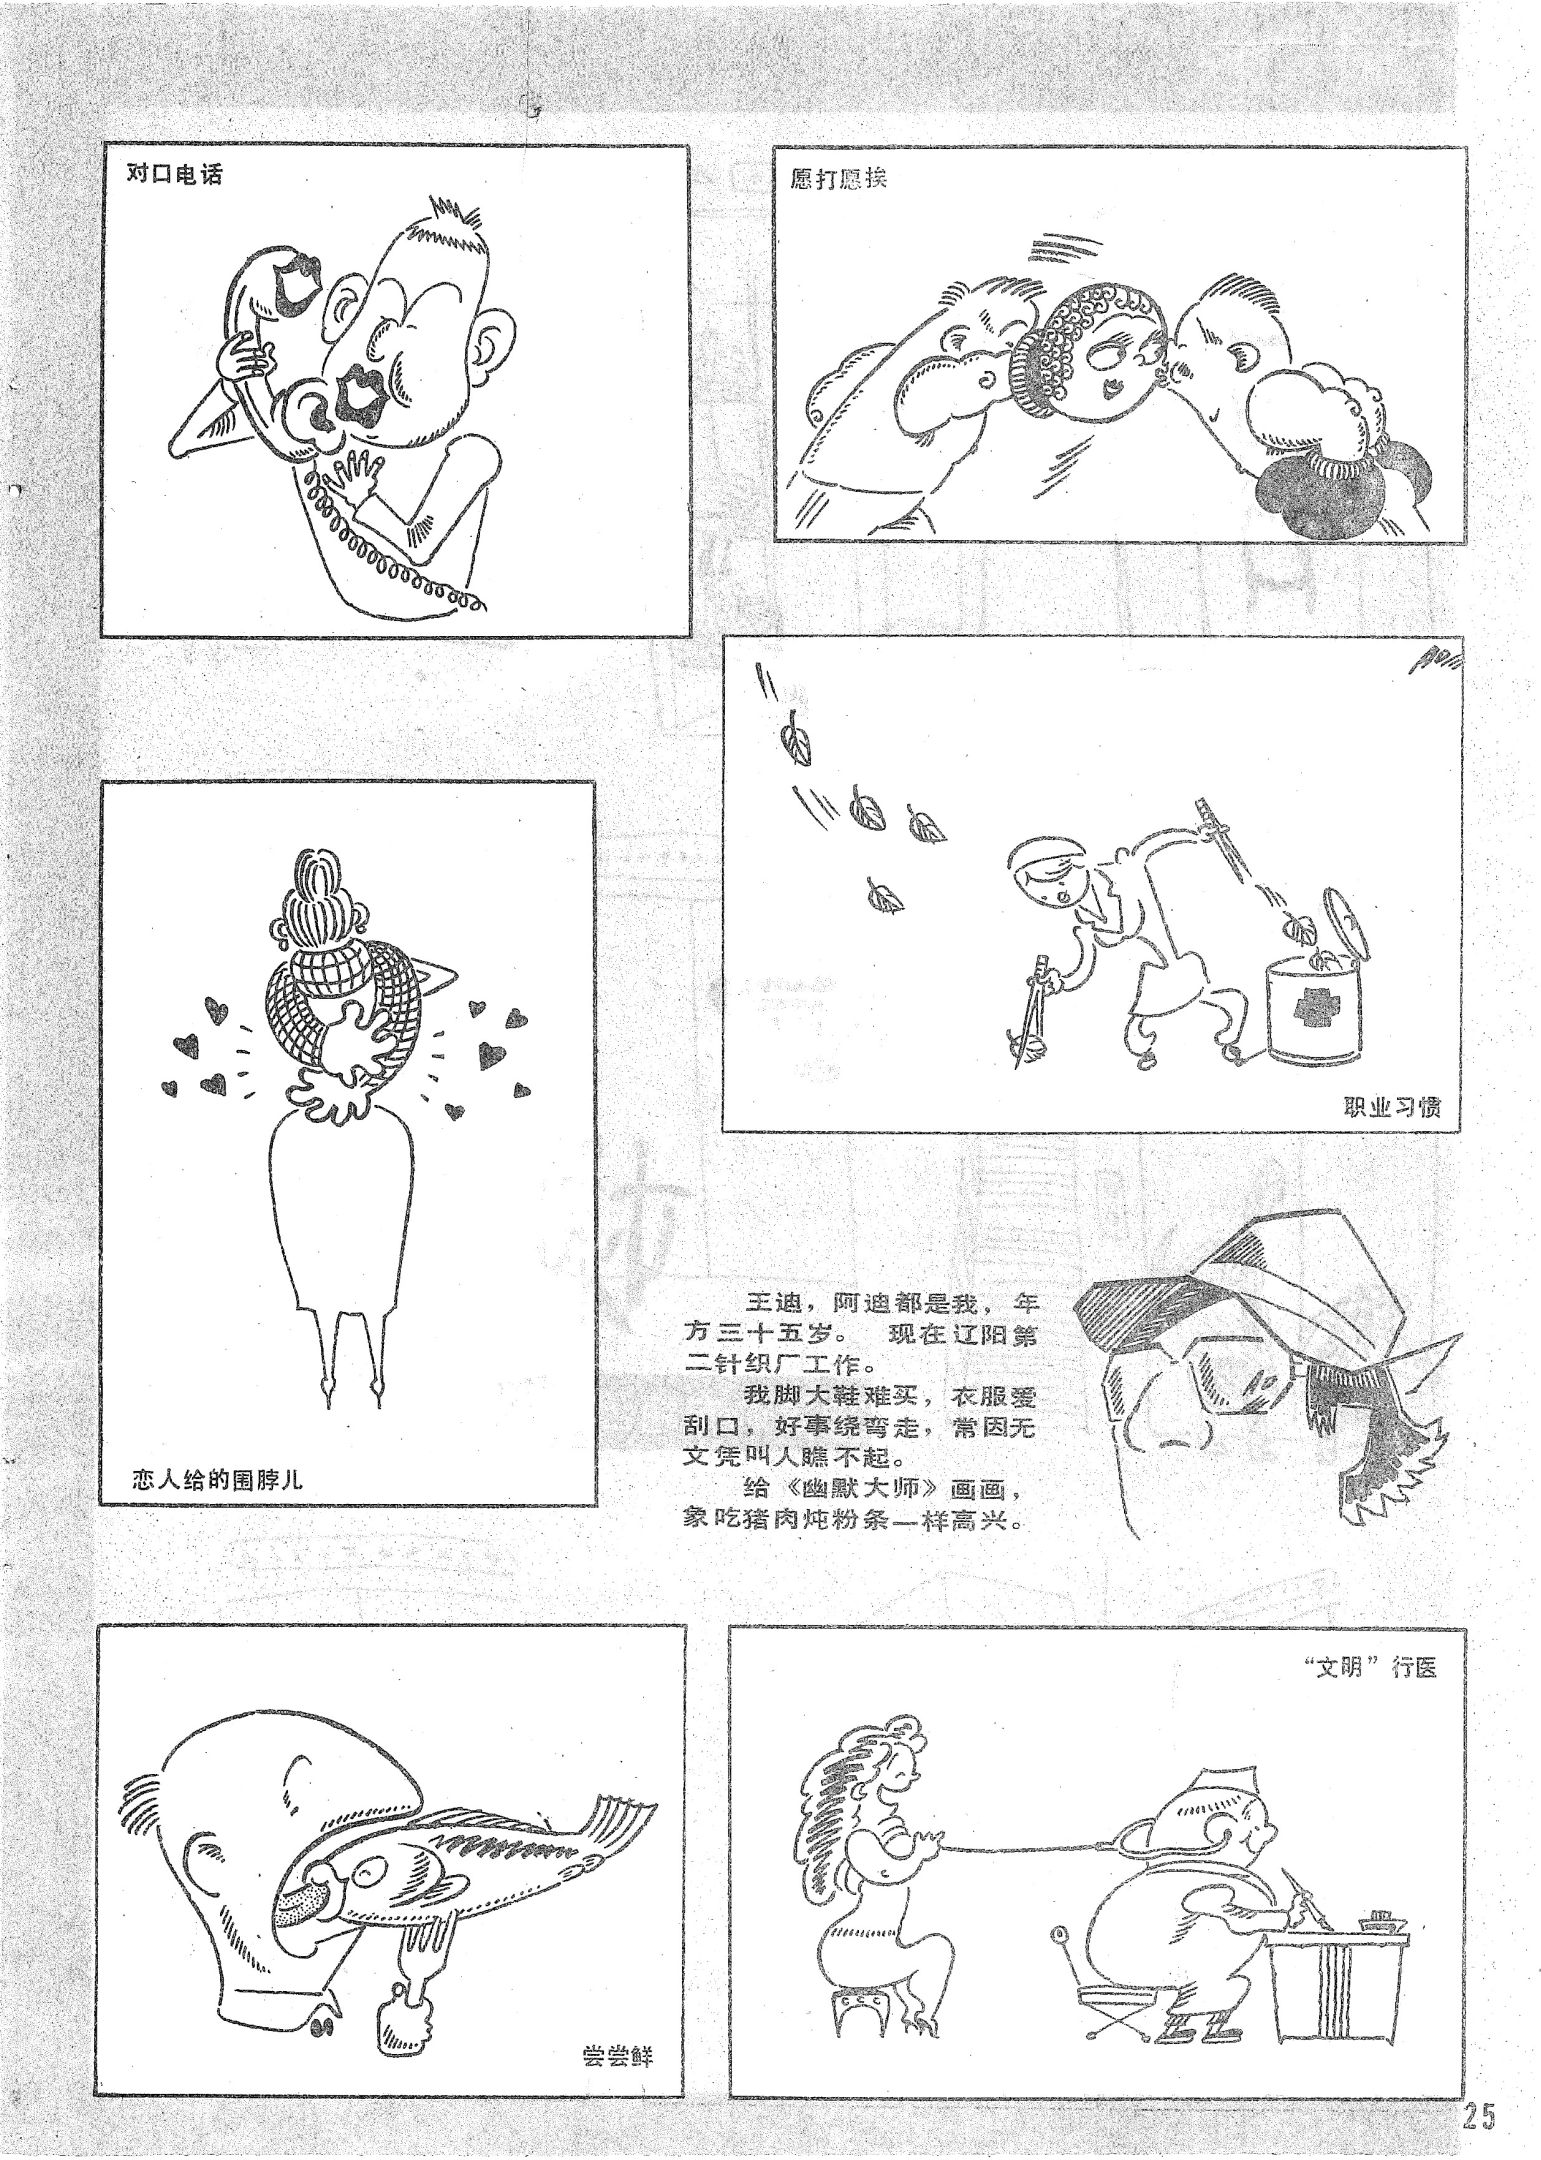 对口电话
愿打愿挨
职业习惯
恋人给的围脖儿
王迪，阿迪都是我，年
方三十五岁。 现在辽阳第
二针织厂工作。
我脚大鞋难买，衣服爱
刮口，好事绕弯走，常因无
文凭叫人瞧不起。
给《幽默大师》画画，
象吃猪肉炖粉条一样高兴。
尝尝鲜
“文明”行医
25